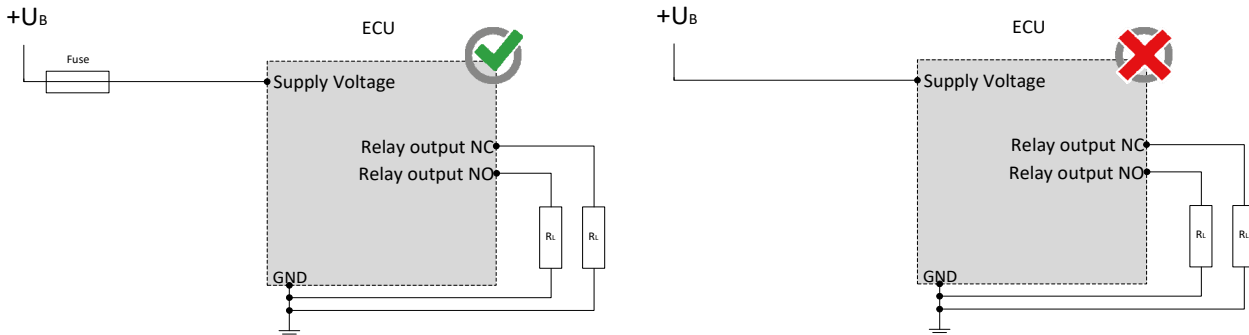 +UB
ECU
Fuse
Supply Voltage
Relay output NC
Relay output NO
RL
RL
GND
+UB
ECU
Supply Voltage
Relay output NC
Relay output NO
RL
RL
GND